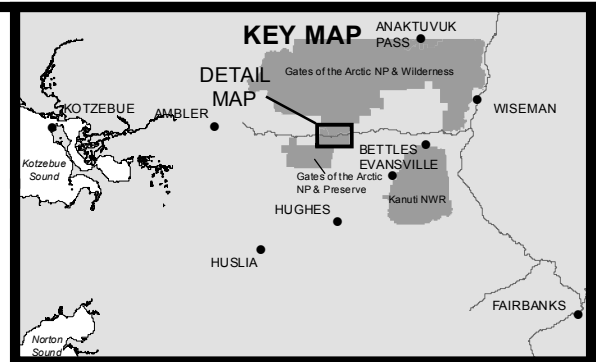 KEY MAP
ANAKTUVUK
PASS
DETAIL
MAP
Gates of the Arctic NP & Wilderness
KOTZEBUE
AMBLER
WISEMAN
Kotzebue
Sound
BETTLES
EVANSVILLE
Gates of the Arctic
NP & Preserve
Kanuti NWR
HUGHES
HUSLIA
FAIRBANKS
Norton
Sound